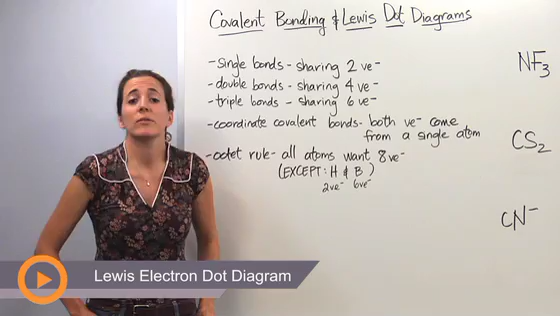 Covalent Bonding & Lewis Dot Diagrams
- single bonds - sharing 2 ve-
- double bonds - sharing 4 ve-
- triple bonds - sharing 6 ve-
- coordinate covalent bonds - both ve- come
from a single atom
- octet rule - all atoms want 8 ve-
(EXCEPT: H & B)
2ve- 6ve-
NF₃
CS₂
CN⁻
Lewis Electron Dot Diagram